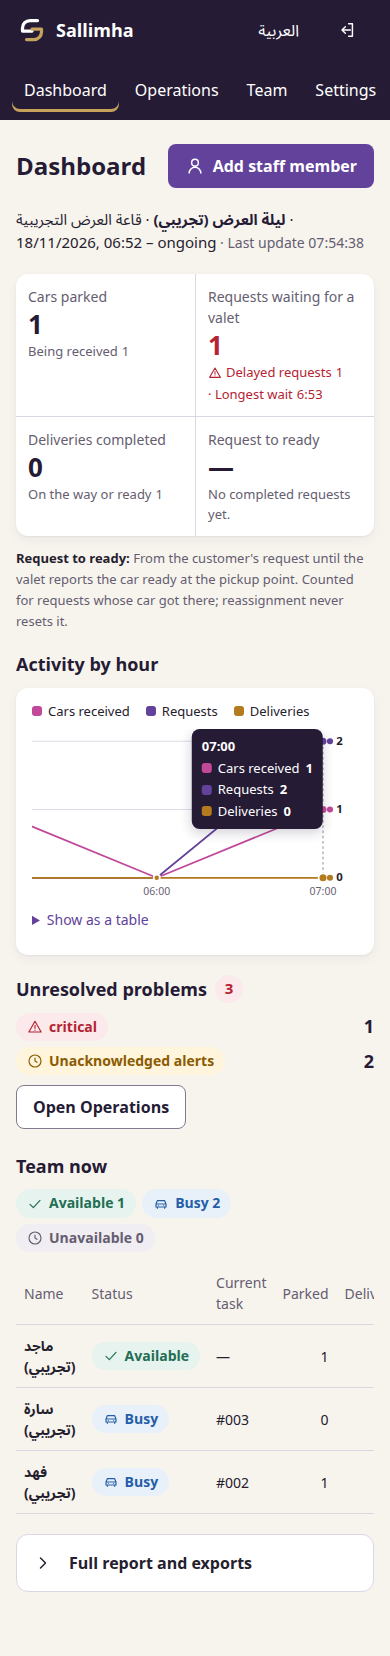 Sallimha
العربية
Dashboard
Operations
Team
Settings
Dashboard
Add staff member
قاعة العرض التجريبية · ليلة العرض (تجريبي) ·
18/11/2026, 06:52 – ongoing · Last update 07:54:38
Cars parked
1
Being received 1
Requests waiting for a
valet
1
Delayed requests 1
· Longest wait 6:53
Deliveries completed
0
On the way or ready 1
Request to ready
—
No completed requests
yet.
Request to ready: From the customer's request until the
valet reports the car ready at the pickup point. Counted
for requests whose car got there; reassignment never
resets it.
Activity by hour
Cars received
Requests
Deliveries
07:00
Cars received 1
Requests 2
Deliveries 0
2
1
0
06:00
07:00
Show as a table
Unresolved problems 3
critical 1
Unacknowledged alerts 2
Open Operations
Team now
Available 1
Busy 2
Unavailable 0
Name
Status
Current
task
Parked
Deliv
ماجد
(تجريبي)
Available
—
1
سارة
(تجريبي)
Busy
#003
0
فهد
(تجريبي)
Busy
#002
1
Full report and exports